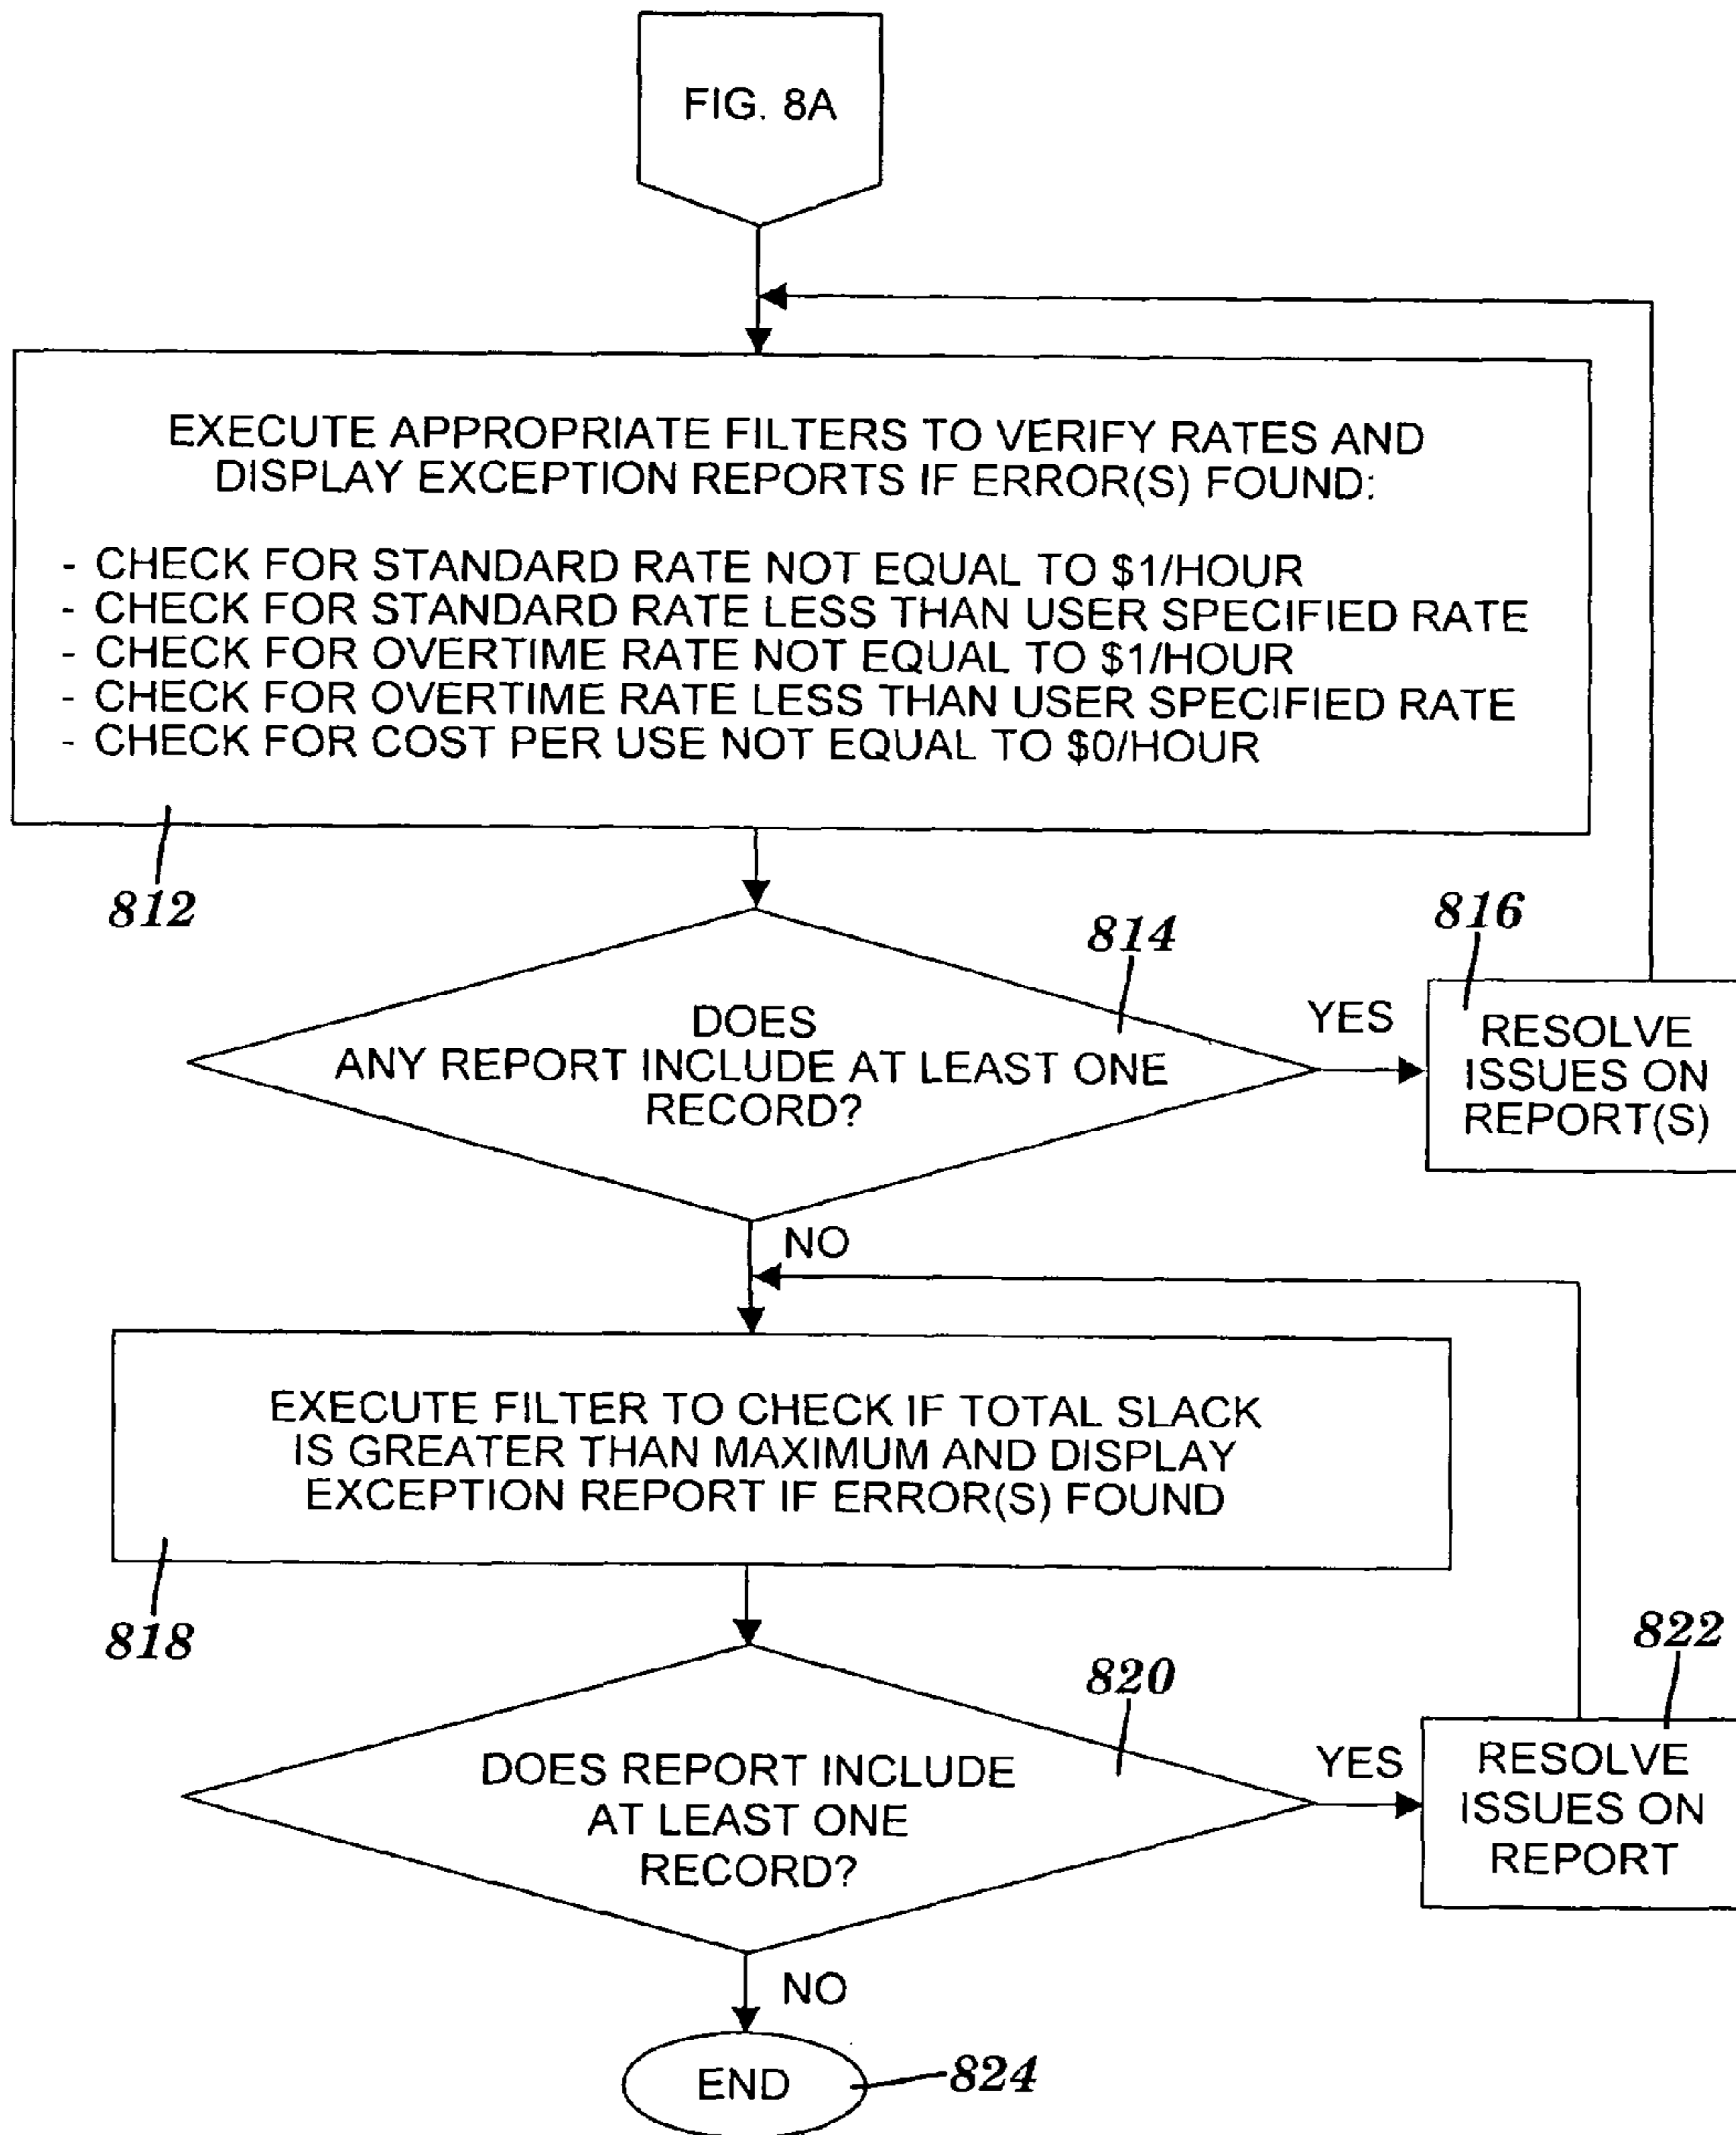 FIG. 8A
EXECUTE APPROPRIATE FILTERS TO VERIFY RATES AND
DISPLAY EXCEPTION REPORTS IF ERROR(S) FOUND:
- CHECK FOR STANDARD RATE NOT EQUAL TO $1/HOUR
- CHECK FOR STANDARD RATE LESS THAN USER SPECIFIED RATE
- CHECK FOR OVERTIME RATE NOT EQUAL TO $1/HOUR
- CHECK FOR OVERTIME RATE LESS THAN USER SPECIFIED RATE
- CHECK FOR COST PER USE NOT EQUAL TO $0/HOUR
812
814
816
DOES
ANY REPORT INCLUDE AT LEAST ONE
RECORD?
YES
RESOLVE
ISSUES ON
REPORT(S)
NO
EXECUTE FILTER TO CHECK IF TOTAL SLACK
IS GREATER THAN MAXIMUM AND DISPLAY
EXCEPTION REPORT IF ERROR(S) FOUND
818
820
822
DOES REPORT INCLUDE
AT LEAST ONE
RECORD?
YES
RESOLVE
ISSUES ON
REPORT
NO
END
824